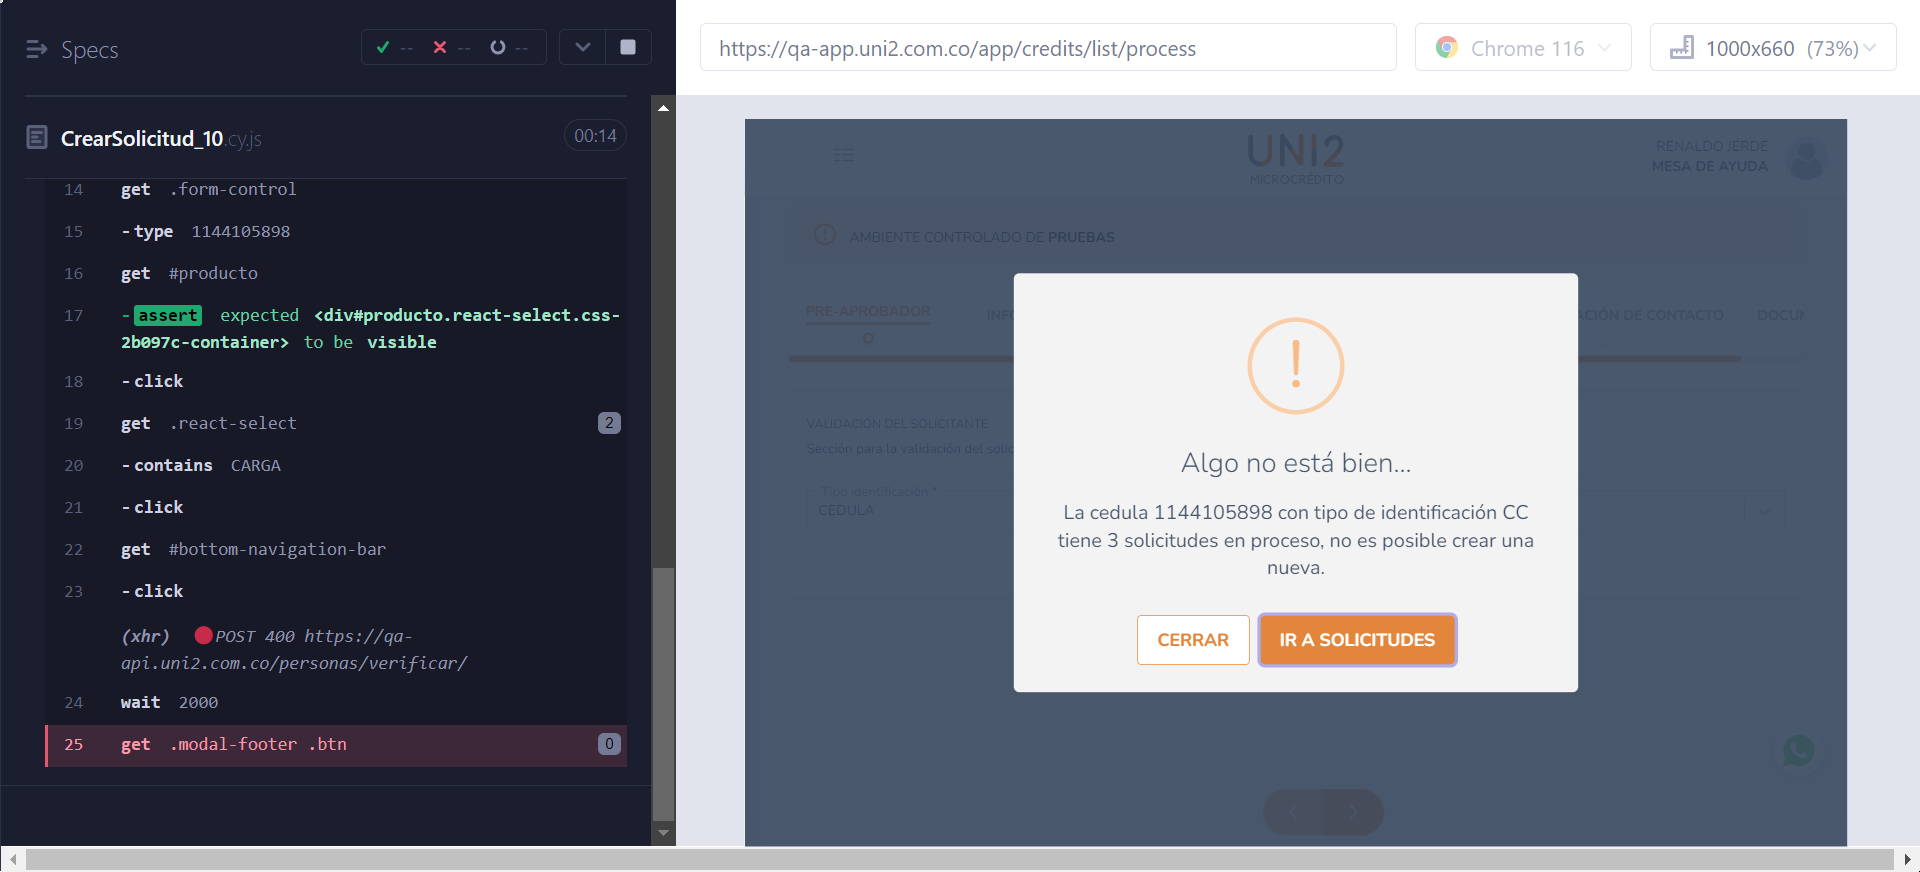 Specs
-- -- --
CrearSolicitud_10.cy.js
00:14
14 get .form-control
15 -type 1144105898
16 get #producto
17 -assert expected <div#producto.react-select.css-
2b097c-container> to be visible
18 -click
19 get .react-select 2
20 -contains CARGA
21 -click
22 get #bottom-navigation-bar
23 -click
(xhr) POST 400 https://qa-
api.uni2.com.co/personas/verificar/
24 wait 2000
25 get .modal-footer .btn 0
https://qa-app.uni2.com.co/app/credits/list/process
Chrome 116
1000x660 (73%)
UNI2
MICROCRÉDITO
RENALDO JERDE
MESA DE AYUDA
AMBIENTE CONTROLADO DE PRUEBAS
PRE-APROBADOR
INFO
ACIÓN DE CONTACTO
DOCUM
VALIDACIÓN DEL SOLICITANTE
Sección para la validación del solic
Tipo identificación *
CEDULA
!
Algo no está bien...
La cedula 1144105898 con tipo de identificación CC
tiene 3 solicitudes en proceso, no es posible crear una
nueva.
CERRAR
IR A SOLICITUDES